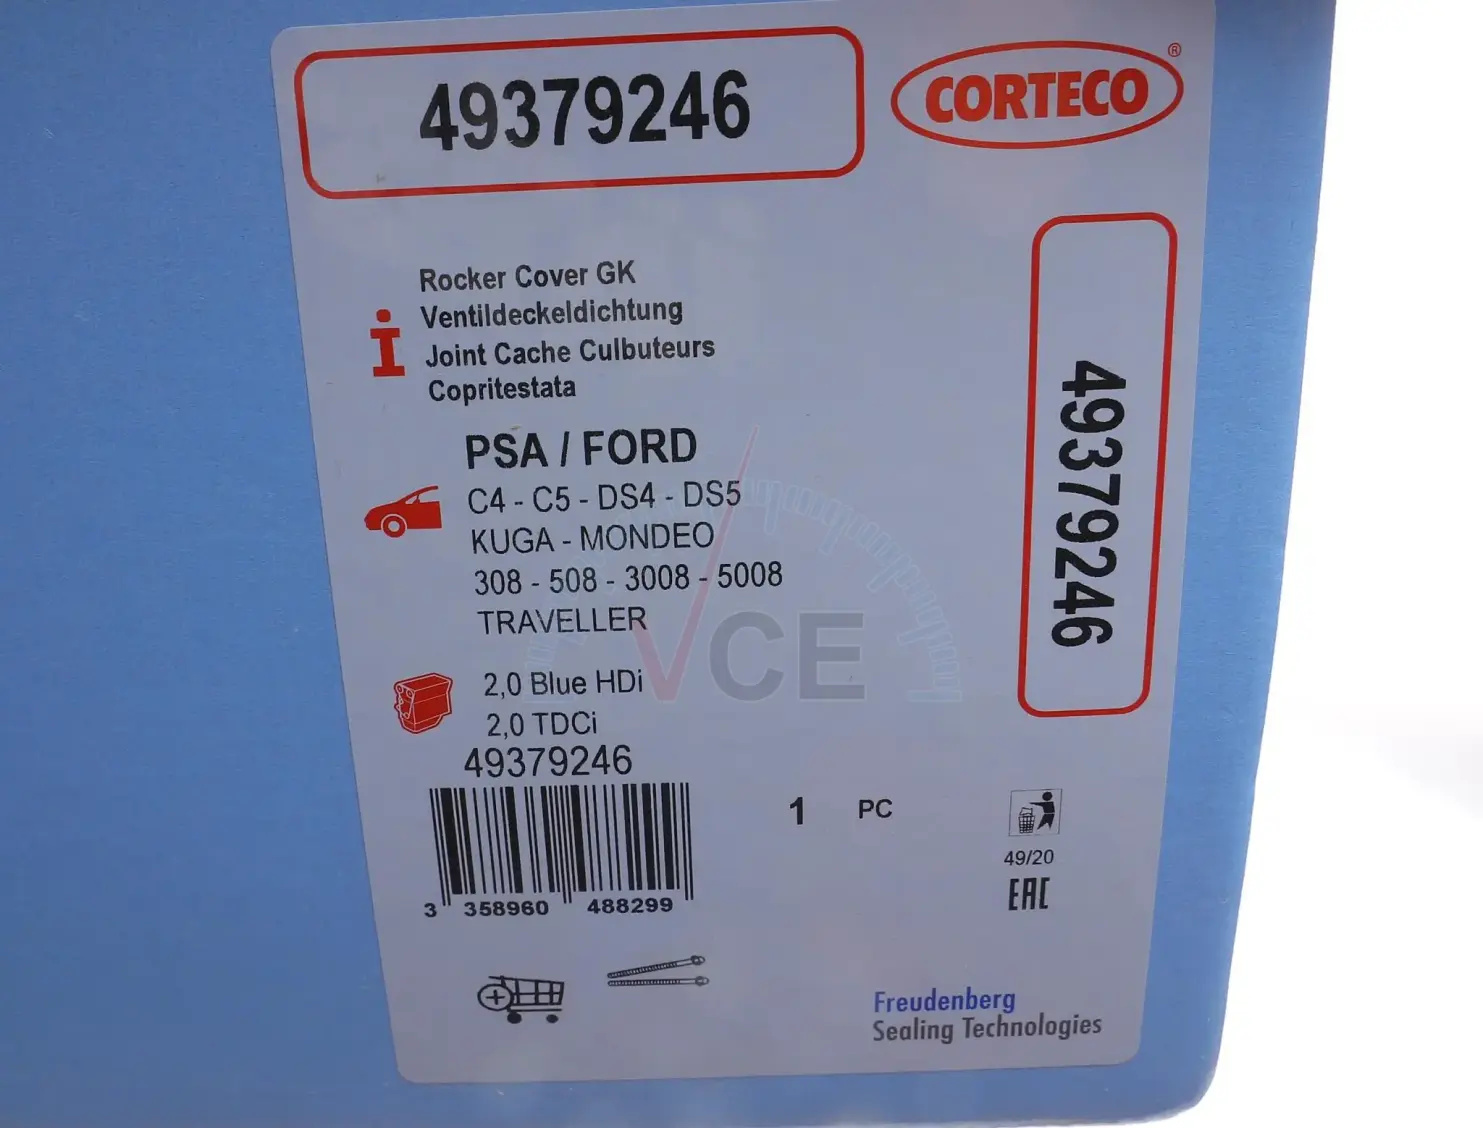 49379246
CORTECO®
Rocker Cover GK
Ventildeckeldichtung
Joint Cache Culbuteurs
Copritestata
PSA / FORD
C4 - C5 - DS4 - DS5
KUGA - MONDEO
308 - 508 - 3008 - 5008
TRAVELLER
2,0 Blue HDi
2,0 TDCi
49379246
3 358960 488299
1 PC
49/20
EAC
Freudenberg
Sealing Technologies
49379246
VCE